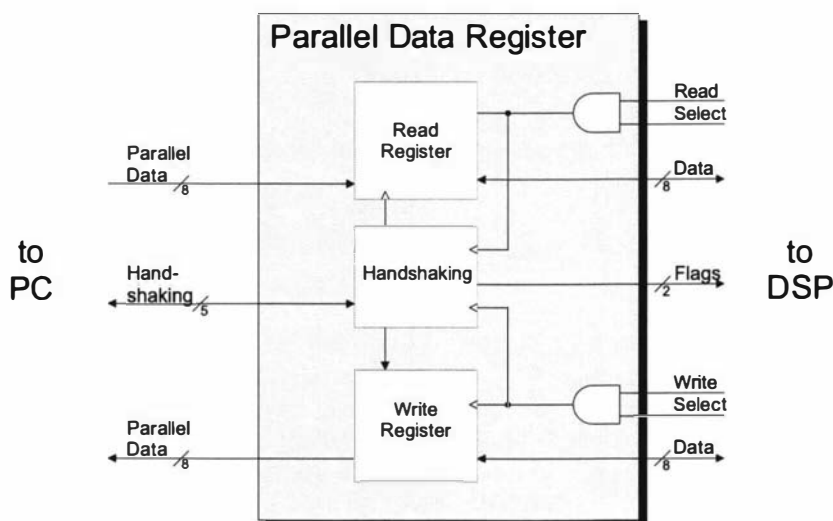 Parallel Data Register
Read
Register
Read
Select
Parallel
Data
8
8
Data
to
PC
Hand-
shaking
5
Handshaking
2
Flags
to
DSP
Write
Register
Write
Select
Parallel
Data
8
8
Data